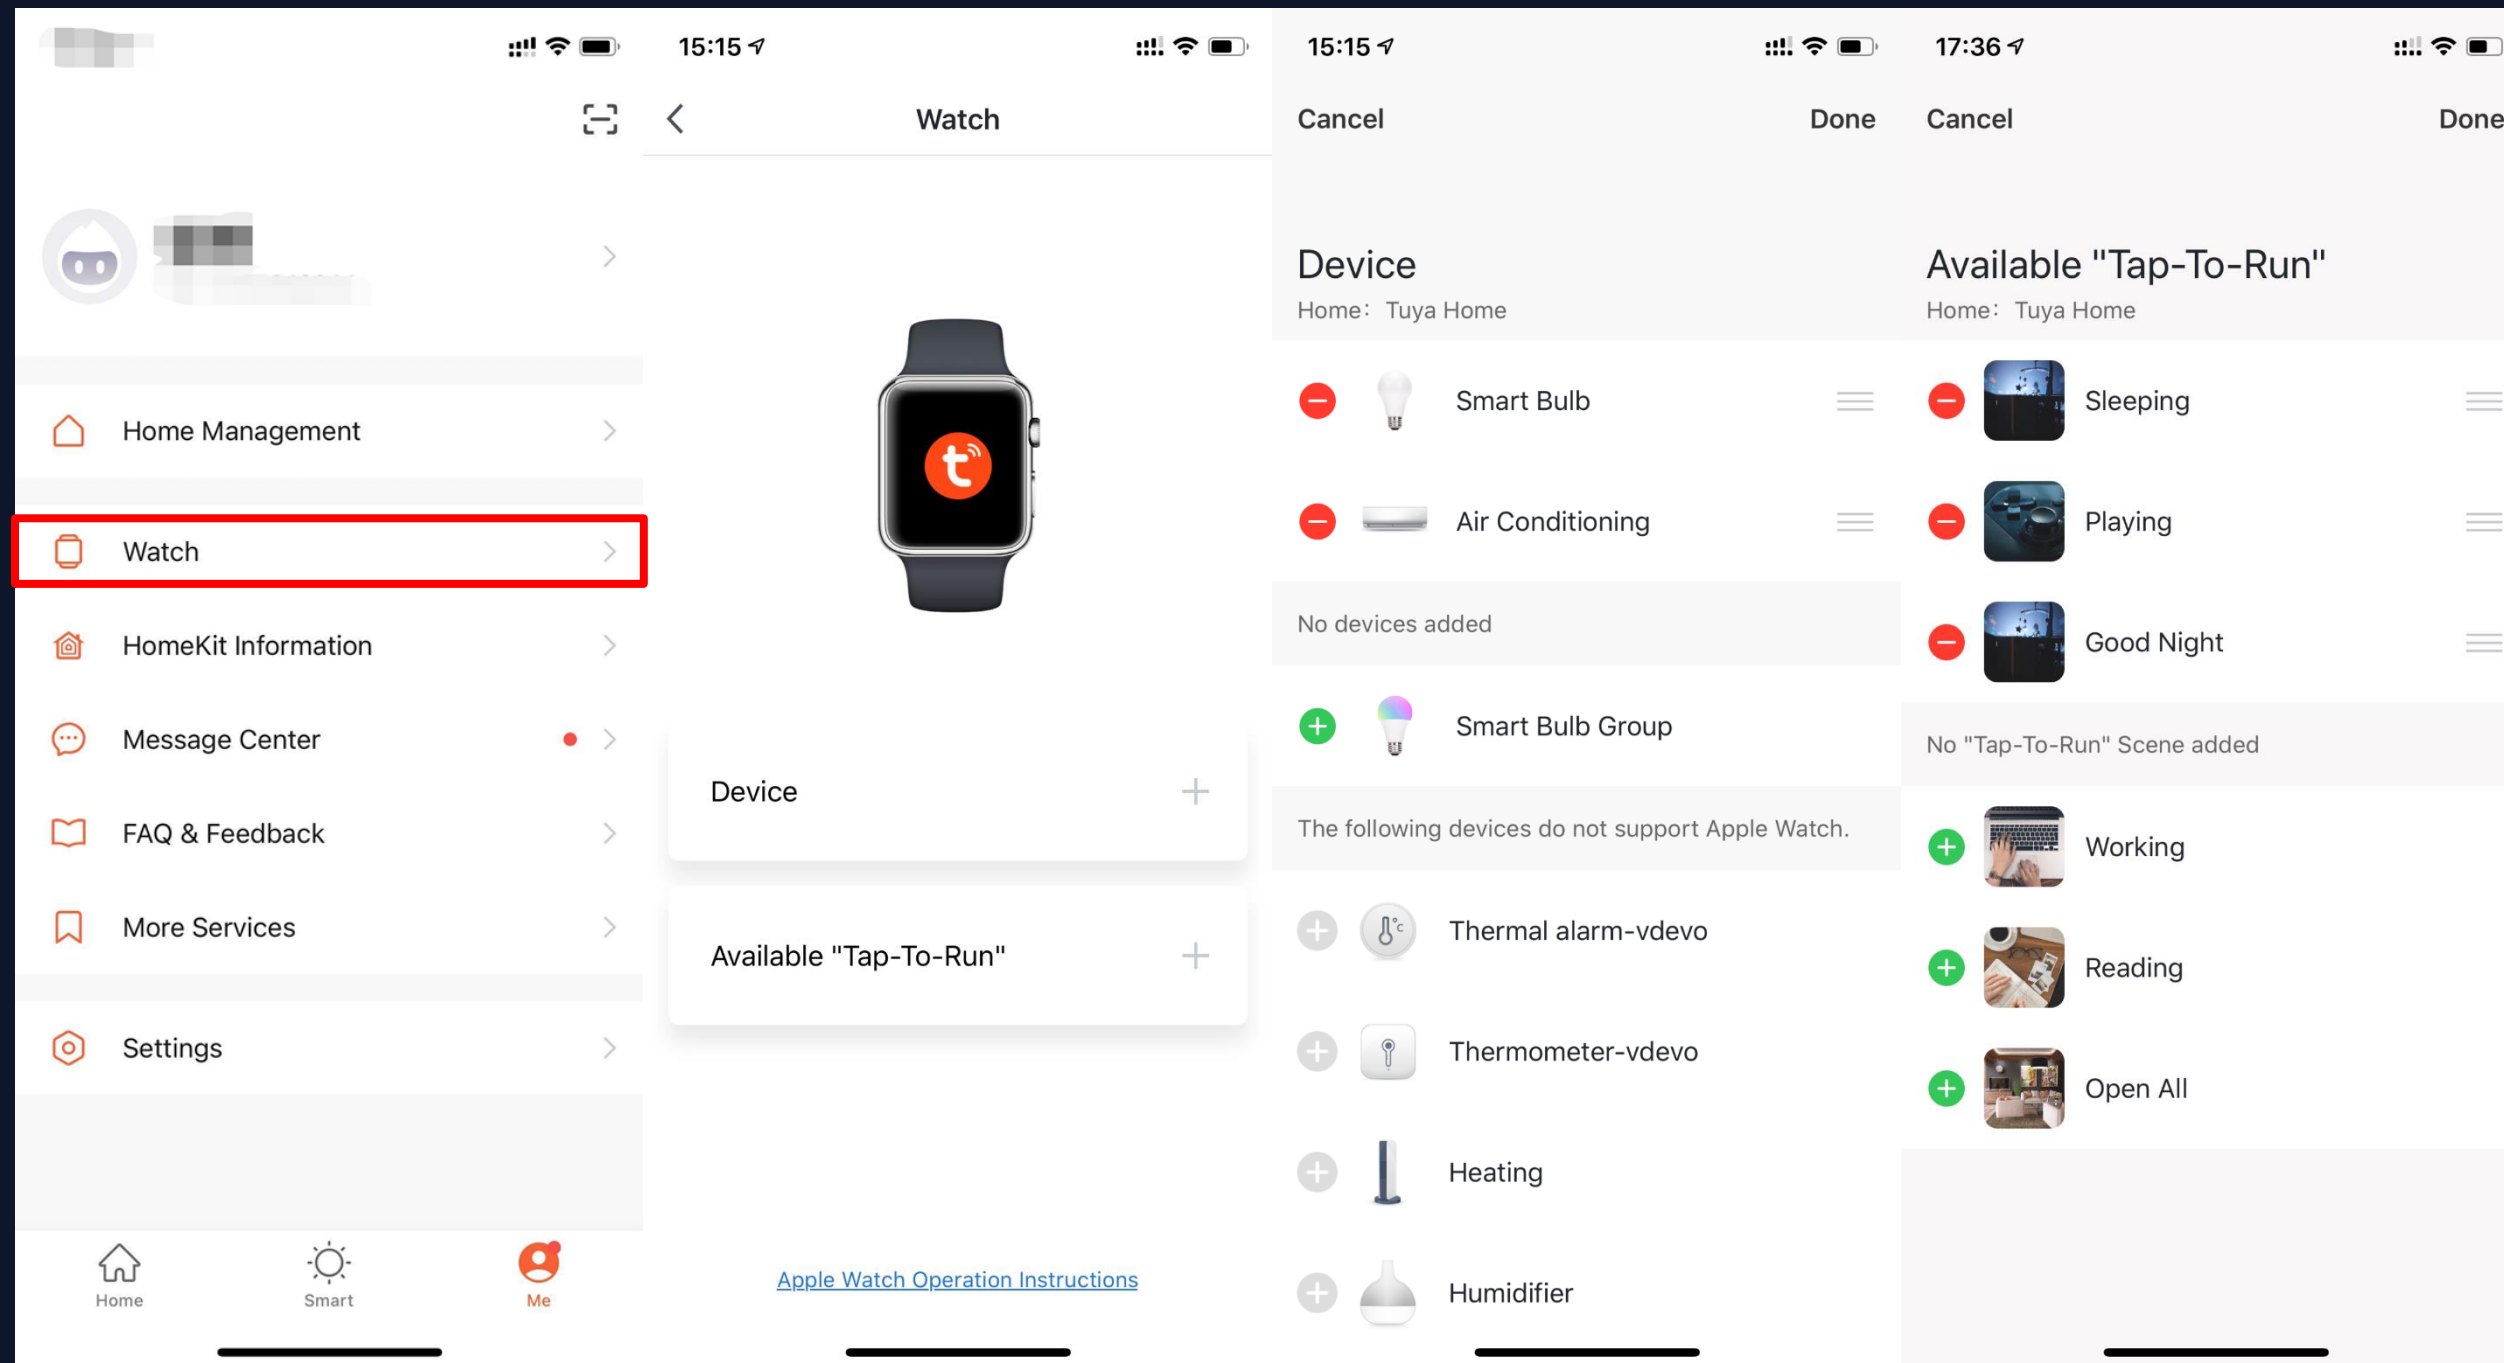 Home Management
Watch
HomeKit Information
Message Center
FAQ & Feedback
More Services
Settings
Home
Smart
Me
15:15
Watch
Device
Available "Tap-To-Run"
Apple Watch Operation Instructions
15:15
Cancel
Done
Device
Home: Tuya Home
Smart Bulb
Air Conditioning
No devices added
Smart Bulb Group
The following devices do not support Apple Watch.
Thermal alarm-vdevo
Thermometer-vdevo
Heating
Humidifier
17:36
Cancel
Done
Available "Tap-To-Run"
Home: Tuya Home
Sleeping
Playing
Good Night
No "Tap-To-Run" Scene added
Working
Reading
Open All